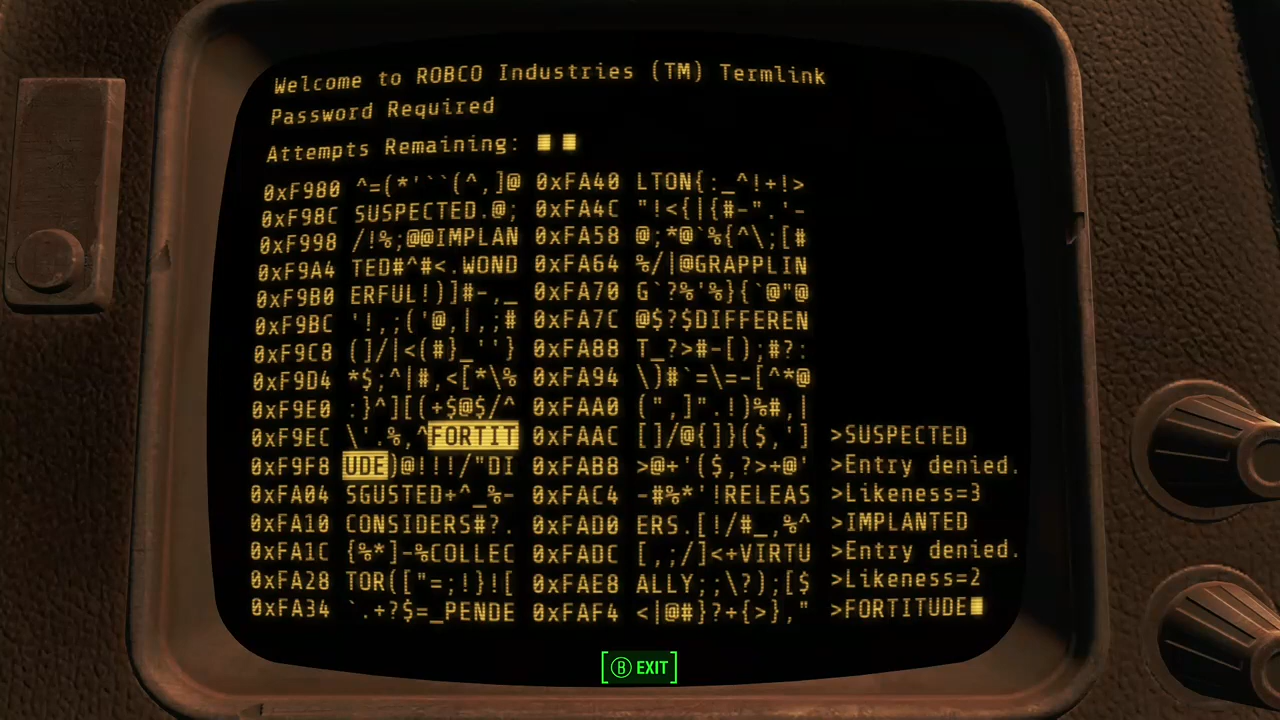 Welcome to ROBCO Industries (TM) Termlink
Password Required
Attempts Remaining: ■ ■
0xF980 ^=(*'``(^,]@ 0xFA40 LTON{:_^!+!>
0xF98C SUSPECTED.@; 0xFA4C "!<{|{#-".'-
0xF998 /!%;@@IMPLAN 0xFA58 @;*@`%{^\;[#
0xF9A4 TED#^#<.WOND 0xFA64 %/|@GRAPPLIN
0xF9B0 ERFUL!)]#-,_ 0xFA70 G`?%'%}{`@"@
0xF9BC '!,;('@,|,;# 0xFA7C @$?$DIFFEREN
0xF9C8 (]/|<(#}_''} 0xFA88 T_?>#-[);#?:
0xF9D4 *$;^|#,<[*\% 0xFA94 \)#`=\=-[^*@
0xF9E0 :}^][(+$@$/^ 0xFAA0 (",]".!)%#,|
0xF9EC \'.%,^FORTIT 0xFAAC []/@{]}($,'] >SUSPECTED
0xF9F8 UDE)@!!!/"DI 0xFAB8 >@+'($,?>+@' >Entry denied.
0xFA04 SGUSTED+^_%- 0xFAC4 -#%*'!RELEAS >Likeness=3
0xFA10 CONSIDERS#?. 0xFAD0 ERS.[!/#_,%^ >IMPLANTED
0xFA1C {%*]-%COLLEC 0xFADC [,;/]<+VIRTU >Entry denied.
0xFA28 TOR(["=;!}![ 0xFAE8 ALLY;;\?);[$ >Likeness=2
0xFA34 `.+?$=_PENDE 0xFAF4 <|@#}?+{>}," >FORTITUDE■
Ⓑ EXIT